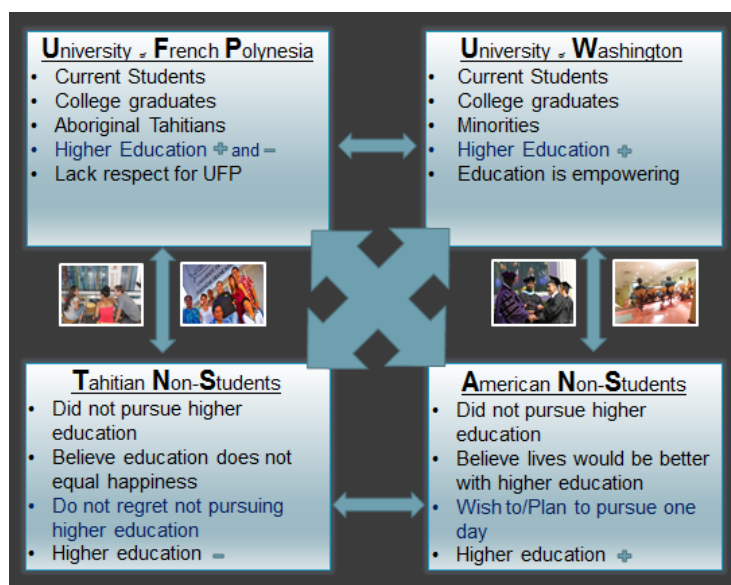 University of French Polynesia
• Current Students
• College graduates
• Aboriginal Tahitians
• Higher Education + and –
• Lack respect for UFP
University of Washington
• Current Students
• College graduates
• Minorities
• Higher Education +
• Education is empowering
Tahitian Non-Students
• Did not pursue higher
education
• Believe education does not
equal happiness
• Do not regret not pursuing
higher education
• Higher education –
American Non-Students
• Did not pursue higher
education
• Believe lives would be better
with higher education
• Wish to/Plan to pursue one
day
• Higher education +